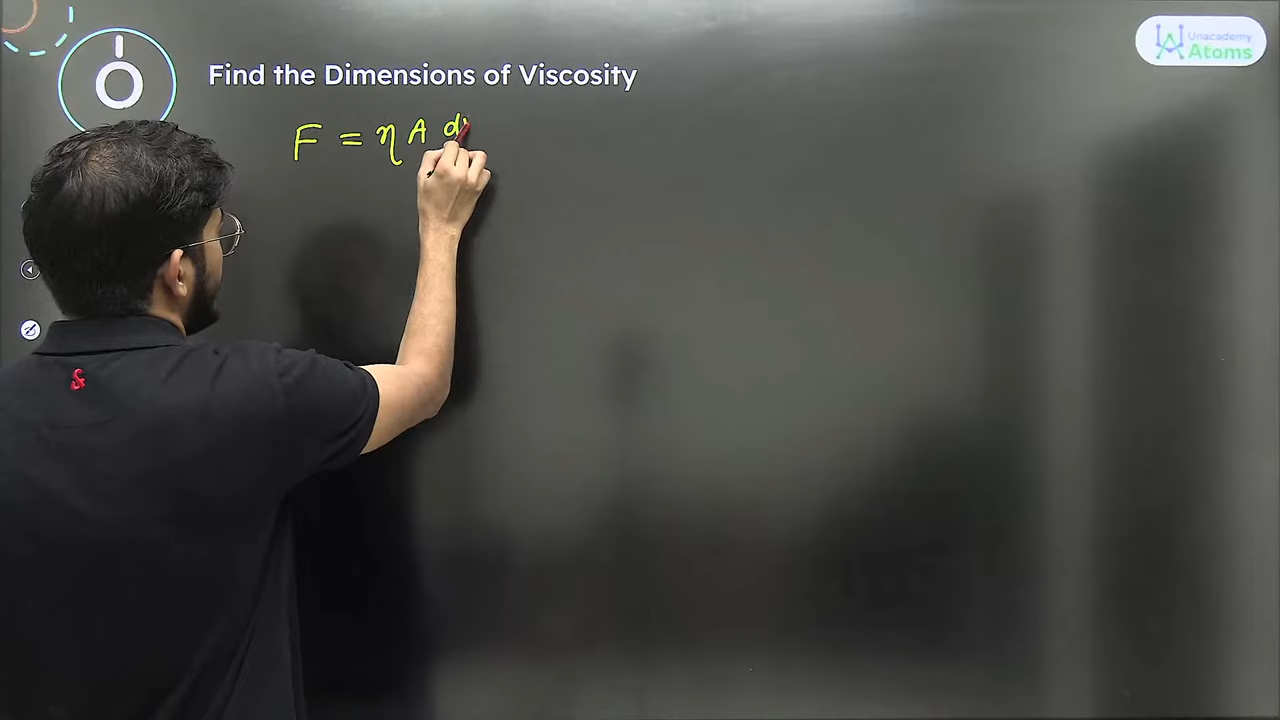 Find the Dimensions of Viscosity
Unacademy
Atoms
F = η A d